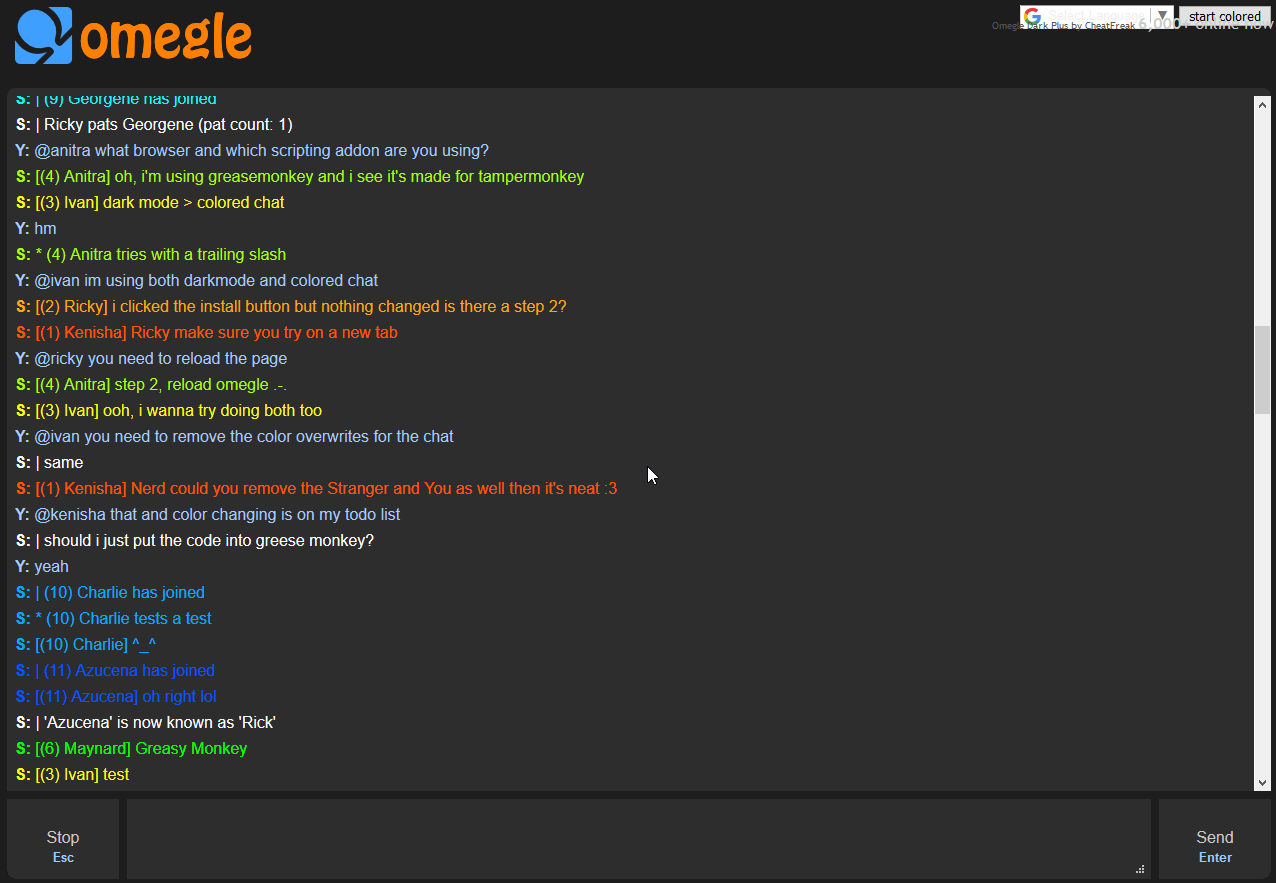 omegle
Select Language ▼
start colored
Omegle Dark Plus by CheatFreak 6,000+ online now
S: | (9) Georgene has joined
S: | Ricky pats Georgene (pat count: 1)
Y: @anitra what browser and which scripting addon are you using?
S: [(4) Anitra] oh, i'm using greasemonkey and i see it's made for tampermonkey
S: [(3) Ivan] dark mode > colored chat
Y: hm
S: * (4) Anitra tries with a trailing slash
Y: @ivan im using both darkmode and colored chat
S: [(2) Ricky] i clicked the install button but nothing changed is there a step 2?
S: [(1) Kenisha] Ricky make sure you try on a new tab
Y: @ricky you need to reload the page
S: [(4) Anitra] step 2, reload omegle .-.
S: [(3) Ivan] ooh, i wanna try doing both too
Y: @ivan you need to remove the color overwrites for the chat
S: | same
S: [(1) Kenisha] Nerd could you remove the Stranger and You as well then it's neat :3
Y: @kenisha that and color changing is on my todo list
S: | should i just put the code into greese monkey?
Y: yeah
S: | (10) Charlie has joined
S: * (10) Charlie tests a test
S: [(10) Charlie] ^_^
S: | (11) Azucena has joined
S: [(11) Azucena] oh right lol
S: | 'Azucena' is now known as 'Rick'
S: [(6) Maynard] Greasy Monkey
S: [(3) Ivan] test
Stop
Esc
Send
Enter